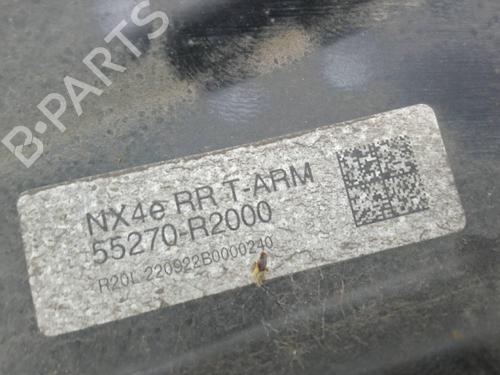 B-PARTS
NX4e RR T-ARM
55270-R2000
R20L 220922B0000240